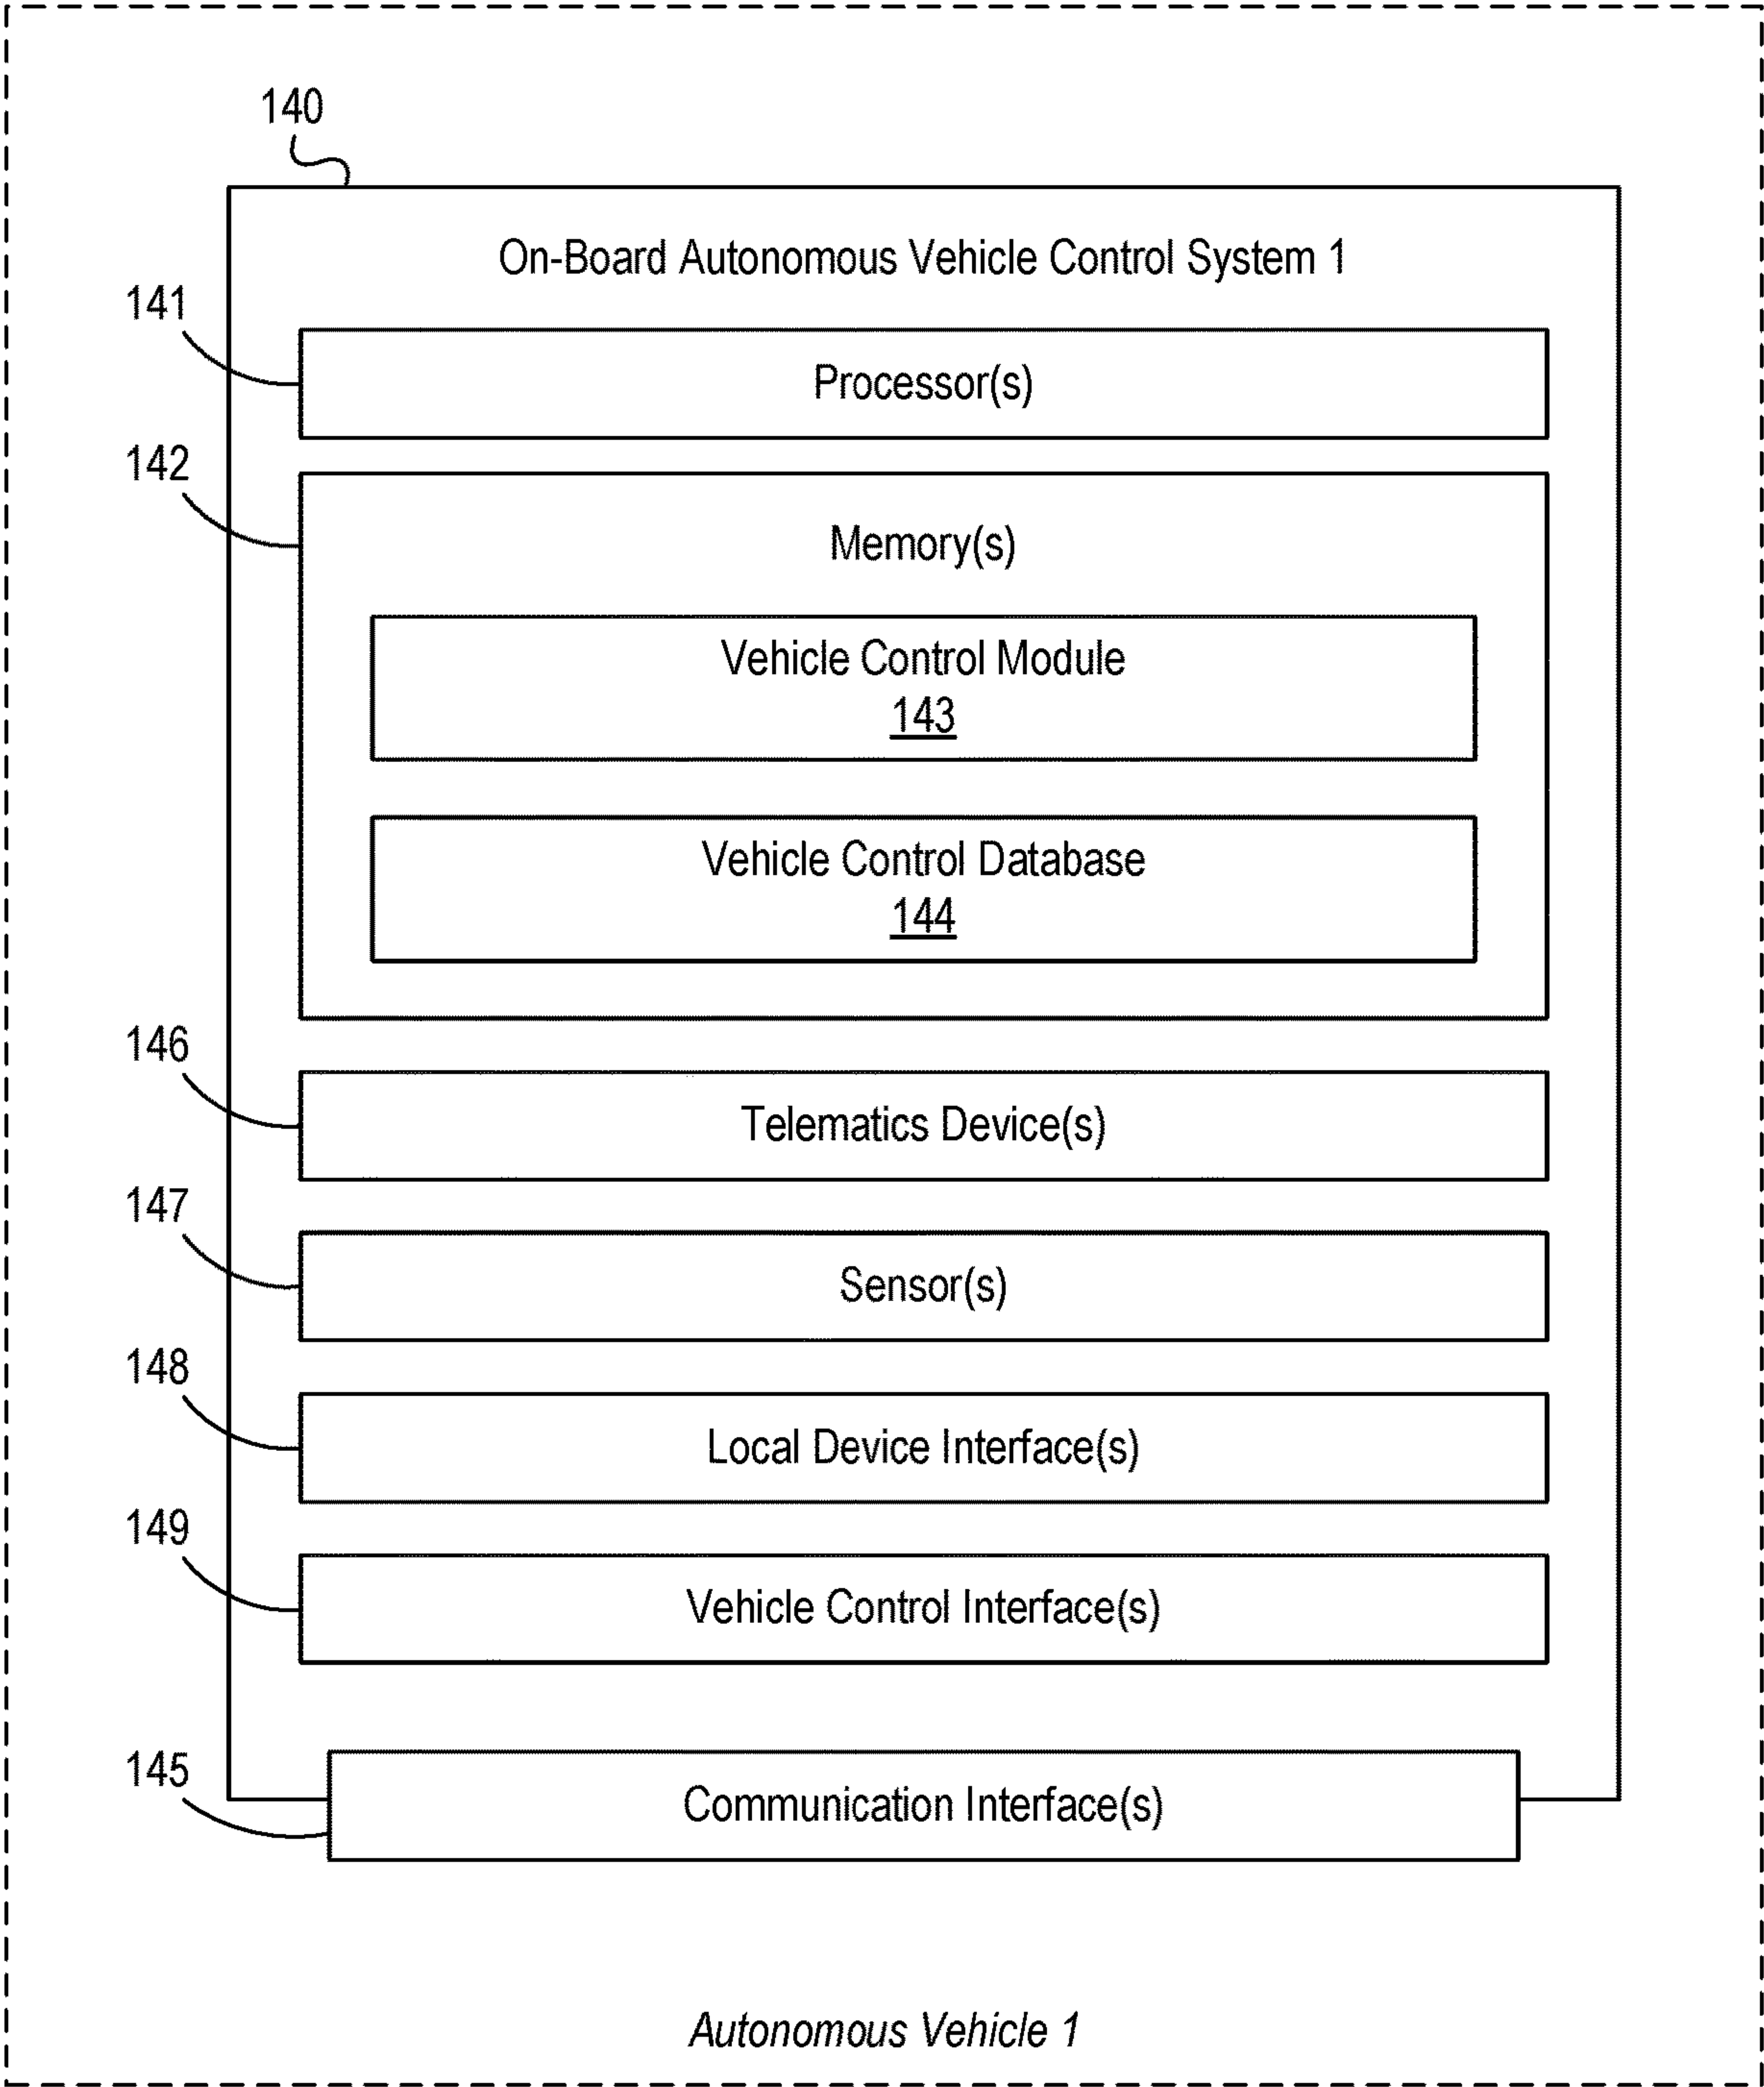 140
On-Board Autonomous Vehicle Control System 1
141
Processor(s)
142
Memory(s)
Vehicle Control Module
143
Vehicle Control Database
144
146
Telematics Device(s)
147
Sensor(s)
148
Local Device Interface(s)
149
Vehicle Control Interface(s)
145
Communication Interface(s)
Autonomous Vehicle 1